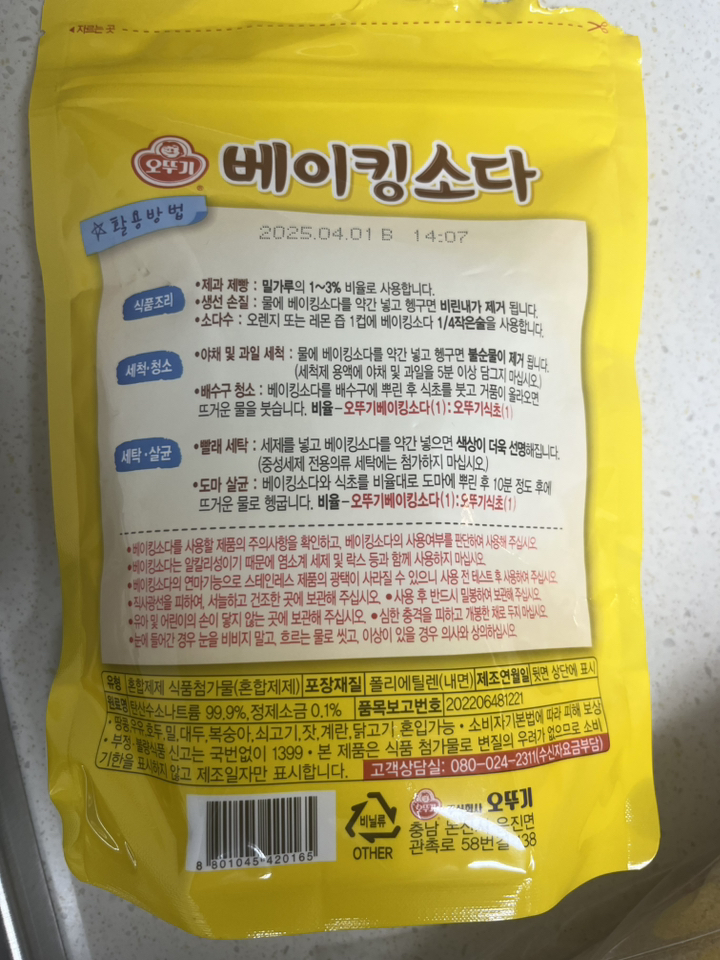 ◀자르는 곳
오뚜기 베이킹소다
☆활용방법
2025.04.01 B 14:07
식품조리
•제과 제빵 : 밀가루의 1~3% 비율로 사용합니다.
•생선 손질 : 물에 베이킹소다를 약간 넣고 헹구면 비린내가 제거 됩니다.
•소다수 : 오렌지 또는 레몬 즙 1컵에 베이킹소다 1/4작은술을 사용합니다.
세척·청소
•야채 및 과일 세척 : 물에 베이킹소다를 약간 넣고 헹구면 불순물이 제거 됩니다.
(세척제 용액에 야채 및 과일을 5분 이상 담그지 마십시오.)
•배수구 청소 : 베이킹소다를 배수구에 뿌린 후 식초를 붓고 거품이 올라오면
뜨거운 물을 붓습니다. 비율-오뚜기베이킹소다(1):오뚜기식초(1)
세탁·살균
•빨래 세탁 : 세제를 넣고 베이킹소다를 약간 넣으면 색상이 더욱 선명해집니다.
(중성세제 전용의류 세탁에는 첨가하지 마십시오.)
•도마 살균 : 베이킹소다와 식초를 비율대로 도마에 뿌린 후 10분 정도 후에
뜨거운 물로 헹굽니다. 비율-오뚜기베이킹소다(1):오뚜기식초(1)
•베이킹소다를 사용할 제품의 주의사항을 확인하고, 베이킹소다의 사용여부를 판단하여 사용해 주십시오.
•베이킹소다는 알칼리성이기 때문에 염소계 세제 및 락스 등과 함께 사용하지 마십시오.
•베이킹소다의 연마기능으로 스테인레스 제품의 광택이 사라질 수 있으니 사용 전 테스트 후 사용하여 주십시오.
•직사광선을 피하여, 서늘하고 건조한 곳에 보관해 주십시오. •사용 후 반드시 밀봉하여 보관해 주십시오.
•유아 및 어린이의 손이 닿지 않는 곳에 보관해 주십시오. •심한 충격을 피하고 개봉한 채로 두지 마십시오.
•눈에 들어간 경우 눈을 비비지 말고, 흐르는 물로 씻고, 이상이 있을 경우 의사와 상의하십시오.
유형 혼합제제 식품첨가물(혼합제제) 포장재질 폴리에틸렌(내면) 제조연월일 뒷면 상단에 표시
원료명 탄산수소나트륨 99.9%, 정제소금 0.1% 품목보고번호 202206481221
•땅콩, 우유, 호두, 밀, 대두, 복숭아, 쇠고기, 잣, 계란, 닭고기, 혼입가능 •소비자기본법에 따라 피해 보상
•부정·불량식품 신고는 국번없이 1399 •본 제품은 식품 첨가물로 변질의 우려가 없으므로 소비
기한을 표시하지 않고 제조일자만 표시합니다. 고객상담실: 080-024-2311(수신자요금부담)
8 801045 420165
비닐류
OTHER
오뚜기
충남
관촉로 58번길